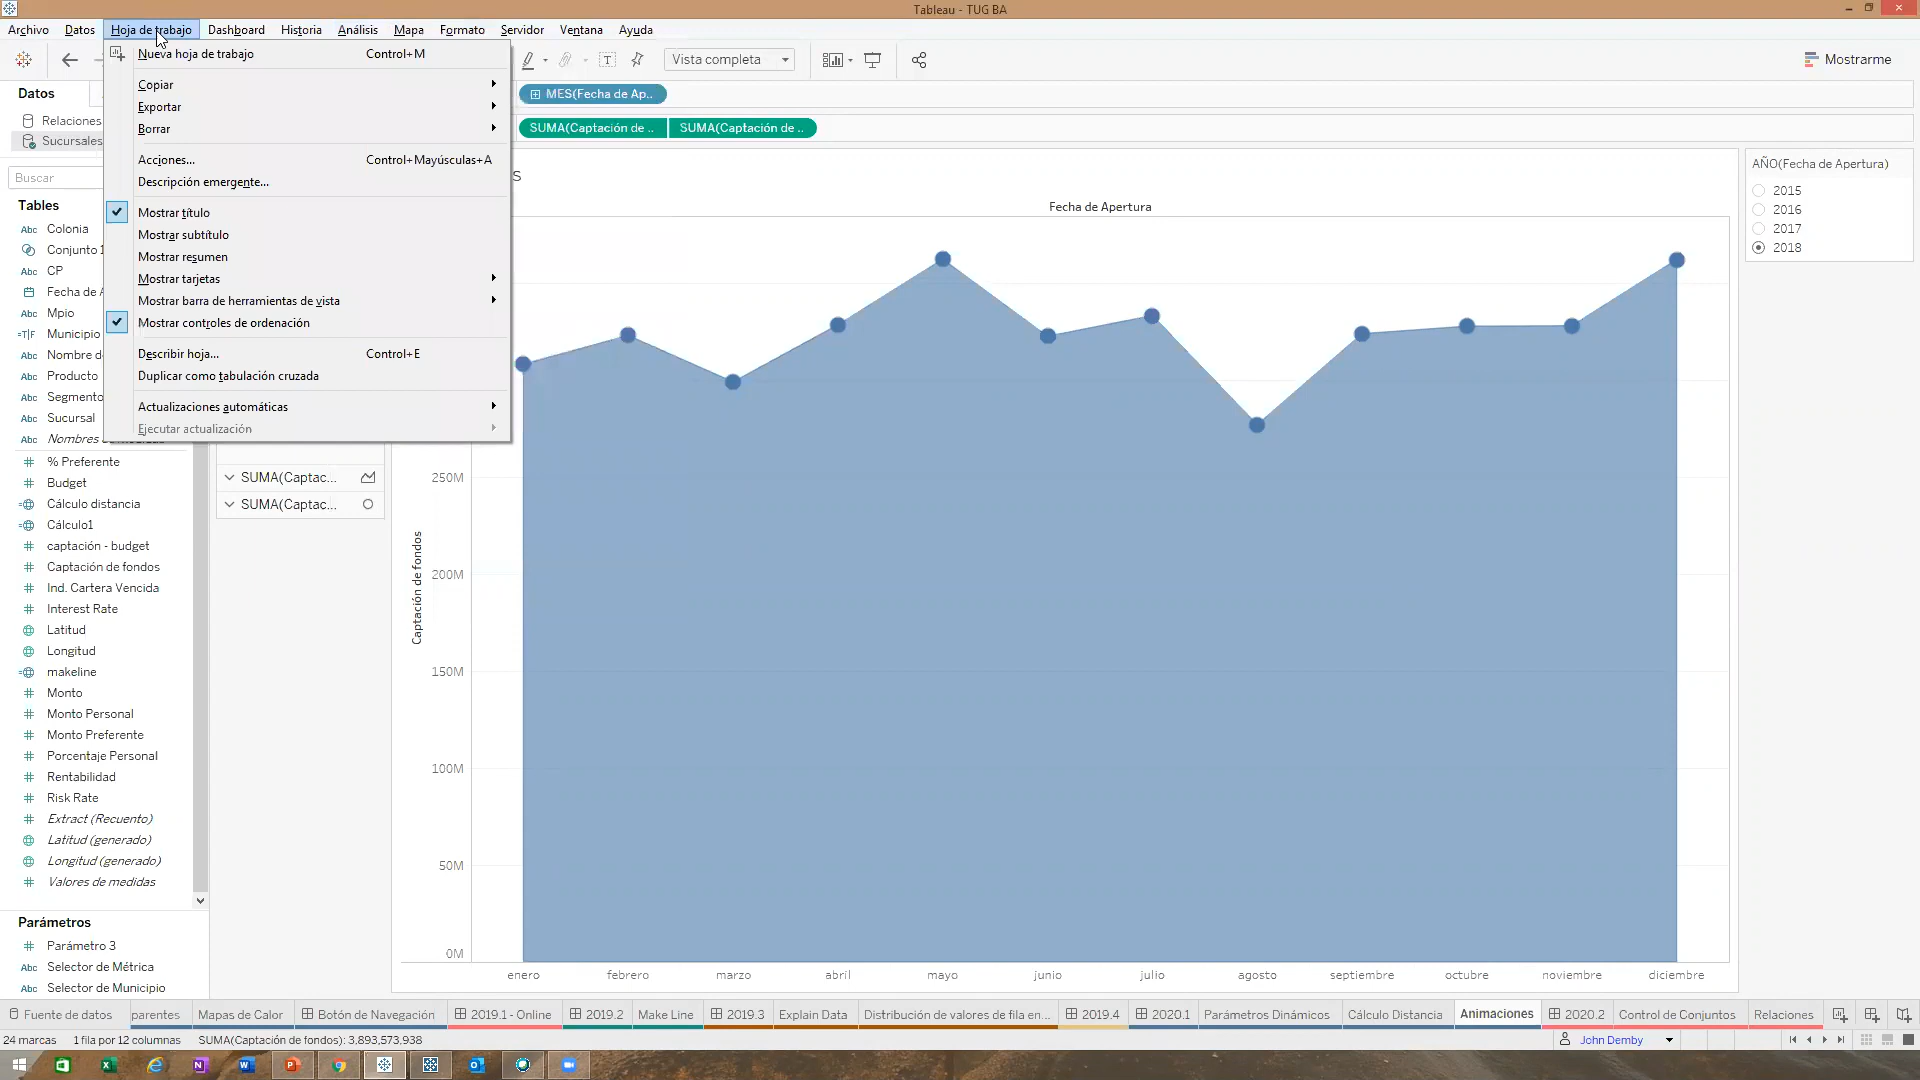 Tableau - TUG BA
Archivo Datos Hoja de trabajo Dashboard Historia Análisis Mapa Formato Servidor Ventana Ayuda
Nueva hoja de trabajo Control+M
Copiar
Exportar
Borrar
Acciones... Control+Mayúsculas+A
Descripción emergente...
Mostrar título
Mostrar subtítulo
Mostrar resumen
Mostrar tarjetas
Mostrar barra de herramientas de vista
Mostrar controles de ordenación
Describir hoja... Control+E
Duplicar como tabulación cruzada
Actualizaciones automáticas
Ejecutar actualización
Vista completa
Mostrarme
Datos
Relaciones
Sucursales
Buscar
Tables
Abc Colonia
Conjunto 1
Abc CP
Fecha de A
Abc Mpio
=T|F Municipio
Abc Nombre d
Abc Producto
Abc Segmento
Abc Sucursal
Abc
% Preferente
Budget
Cálculo distancia
Cálculo1
captación - budget
Captación de fondos
Ind. Cartera Vencida
Interest Rate
Latitud
Longitud
makeline
Monto
Monto Personal
Monto Preferente
Porcentaje Personal
Rentabilidad
Risk Rate
Extract (Recuento)
Latitud (generado)
Longitud (generado)
Valores de medidas
Parámetros
Parámetro 3
Abc Selector de Métrica
Abc Selector de Municipio
SUMA(Captac...
SUMA(Captac...
MES(Fecha de Ap..
SUMA(Captación de .. SUMA(Captación de ..
s
Fecha de Apertura
Captación de fondos
250M
200M
150M
100M
50M
0M
enero febrero marzo abril mayo junio julio agosto septiembre octubre noviembre diciembre
AÑO(Fecha de Apertura)
2015
2016
2017
2018
Fuente de datos parentes Mapas de Calor Botón de Navegación 2019.1 - Online 2019.2 Make Line 2019.3 Explain Data Distribución de valores de fila en... 2019.4 2020.1 Parámetros Dinámicos Cálculo Distancia Animaciones 2020.2 Control de Conjuntos Relaciones
24 marcas 1 fila por 12 columnas SUMA(Captación de fondos): 3,893,573,938 John Demby